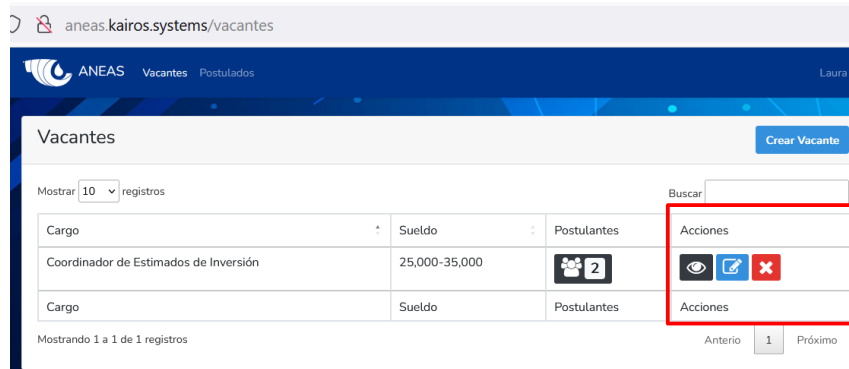 aneas.kairos.systems/vacantes
ANEAS Vacantes Postulados Laura
Vacantes Crear Vacante
Mostrar 10 registros Buscar
Cargo Sueldo Postulantes Acciones
Coordinador de Estimados de Inversión 25,000-35,000 2
Cargo Sueldo Postulantes Acciones
Mostrando 1 a 1 de 1 registros Anterio 1 Próximo